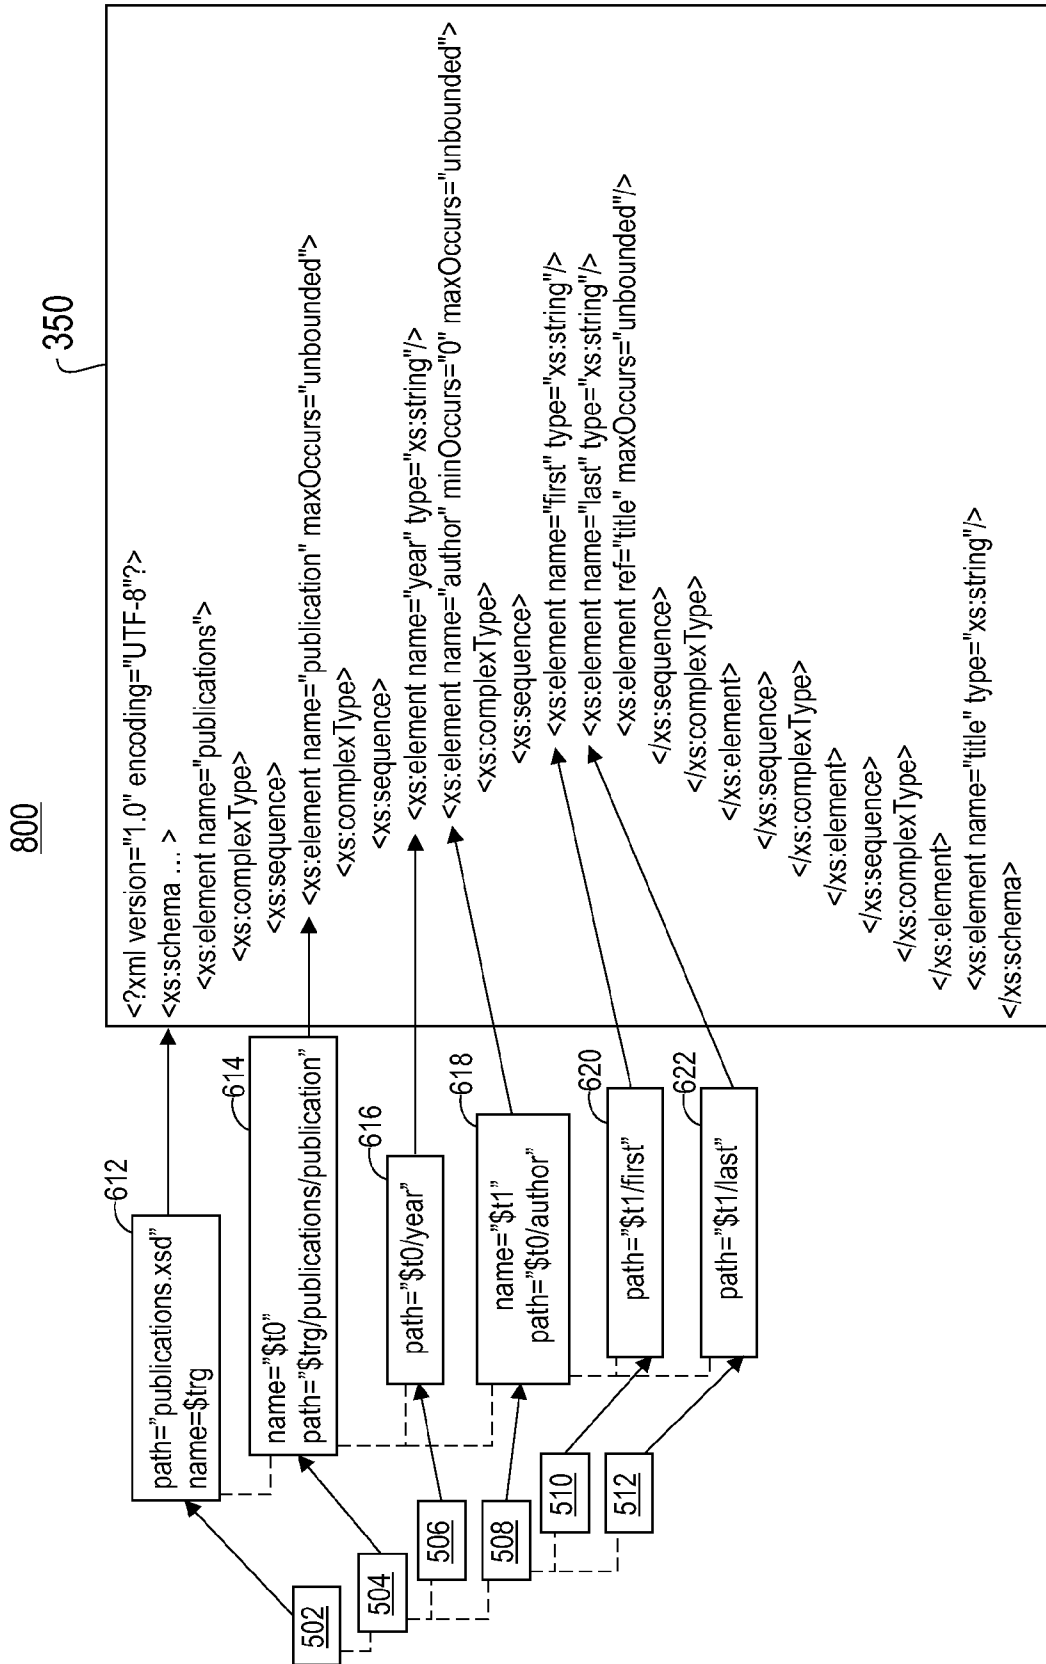 800
350
<?xml version="1.0" encoding="UTF-8"?>
<xs:schema ... >
<xs:element name="publications">
<xs:complexType>
<xs:sequence>
<xs:element name="publication" maxOccurs="unbounded">
<xs:complexType>
<xs:sequence>
<xs:element name="year" type="xs:string"/>
<xs:element name="author" minOccurs="0" maxOccurs="unbounded">
<xs:complexType>
<xs:sequence>
<xs:element name="first" type="xs:string"/>
<xs:element name="last" type="xs:string"/>
<xs:element ref="title" maxOccurs="unbounded"/>
</xs:sequence>
</xs:complexType>
</xs:element>
</xs:sequence>
</xs:complexType>
</xs:element>
</xs:sequence>
</xs:complexType>
</xs:element>
<xs:element name="title" type="xs:string"/>
</xs:schema>
612
path="publications.xsd"
name=$trg
614
name="$t0"
path="$trg/publications/publication"
616
path="$t0/year"
618
name="$t1"
path="$t0/author"
620
path="$t1/first"
622
path="$t1/last"
502
504
506
508
510
512